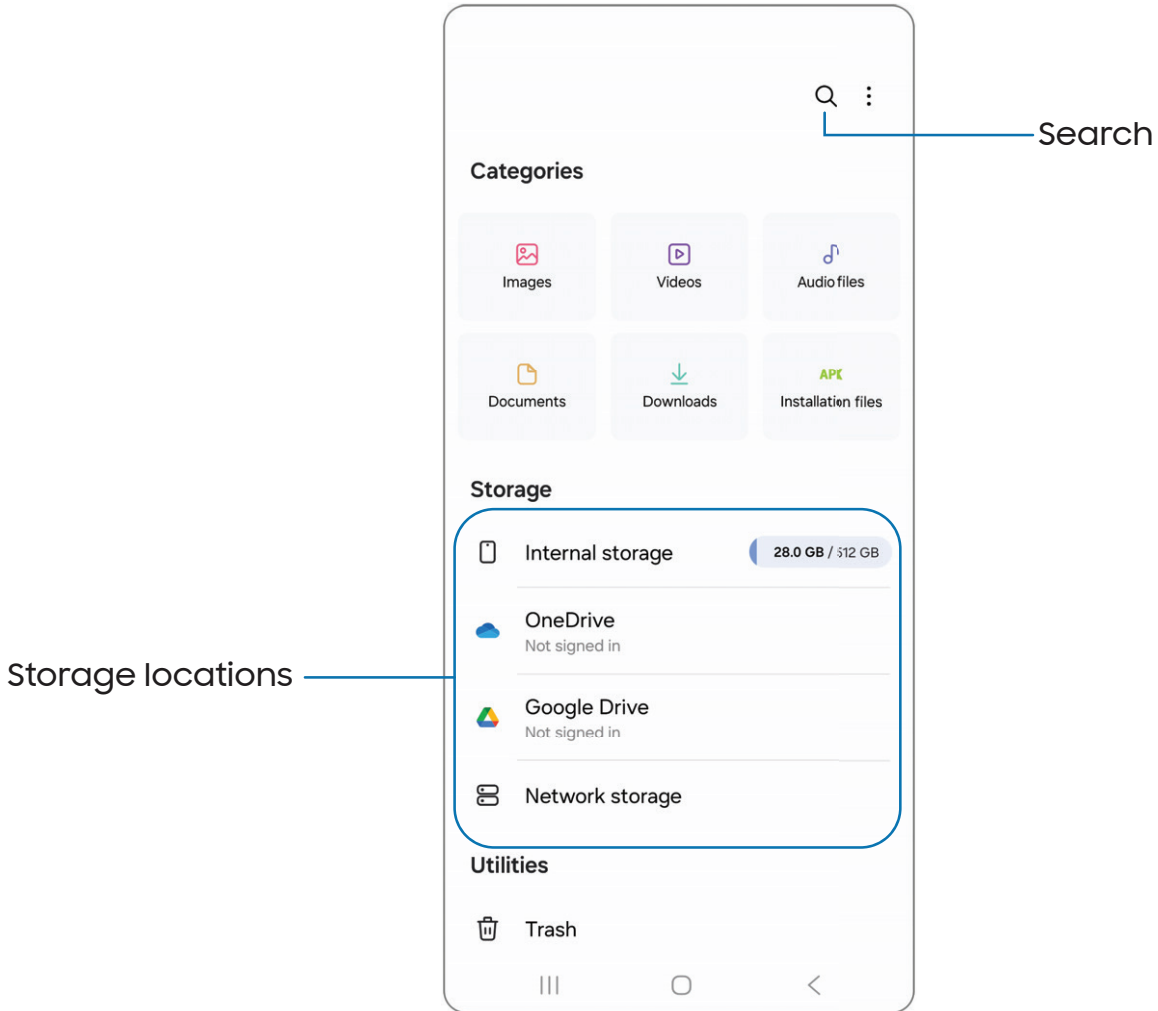 Search
Categories
Images
Videos
Audio files
Documents
Downloads
APK
Installation files
Storage
Internal storage
28.0 GB / 512 GB
OneDrive
Not signed in
Storage locations
Google Drive
Not signed in
Network storage
Utilities
Trash